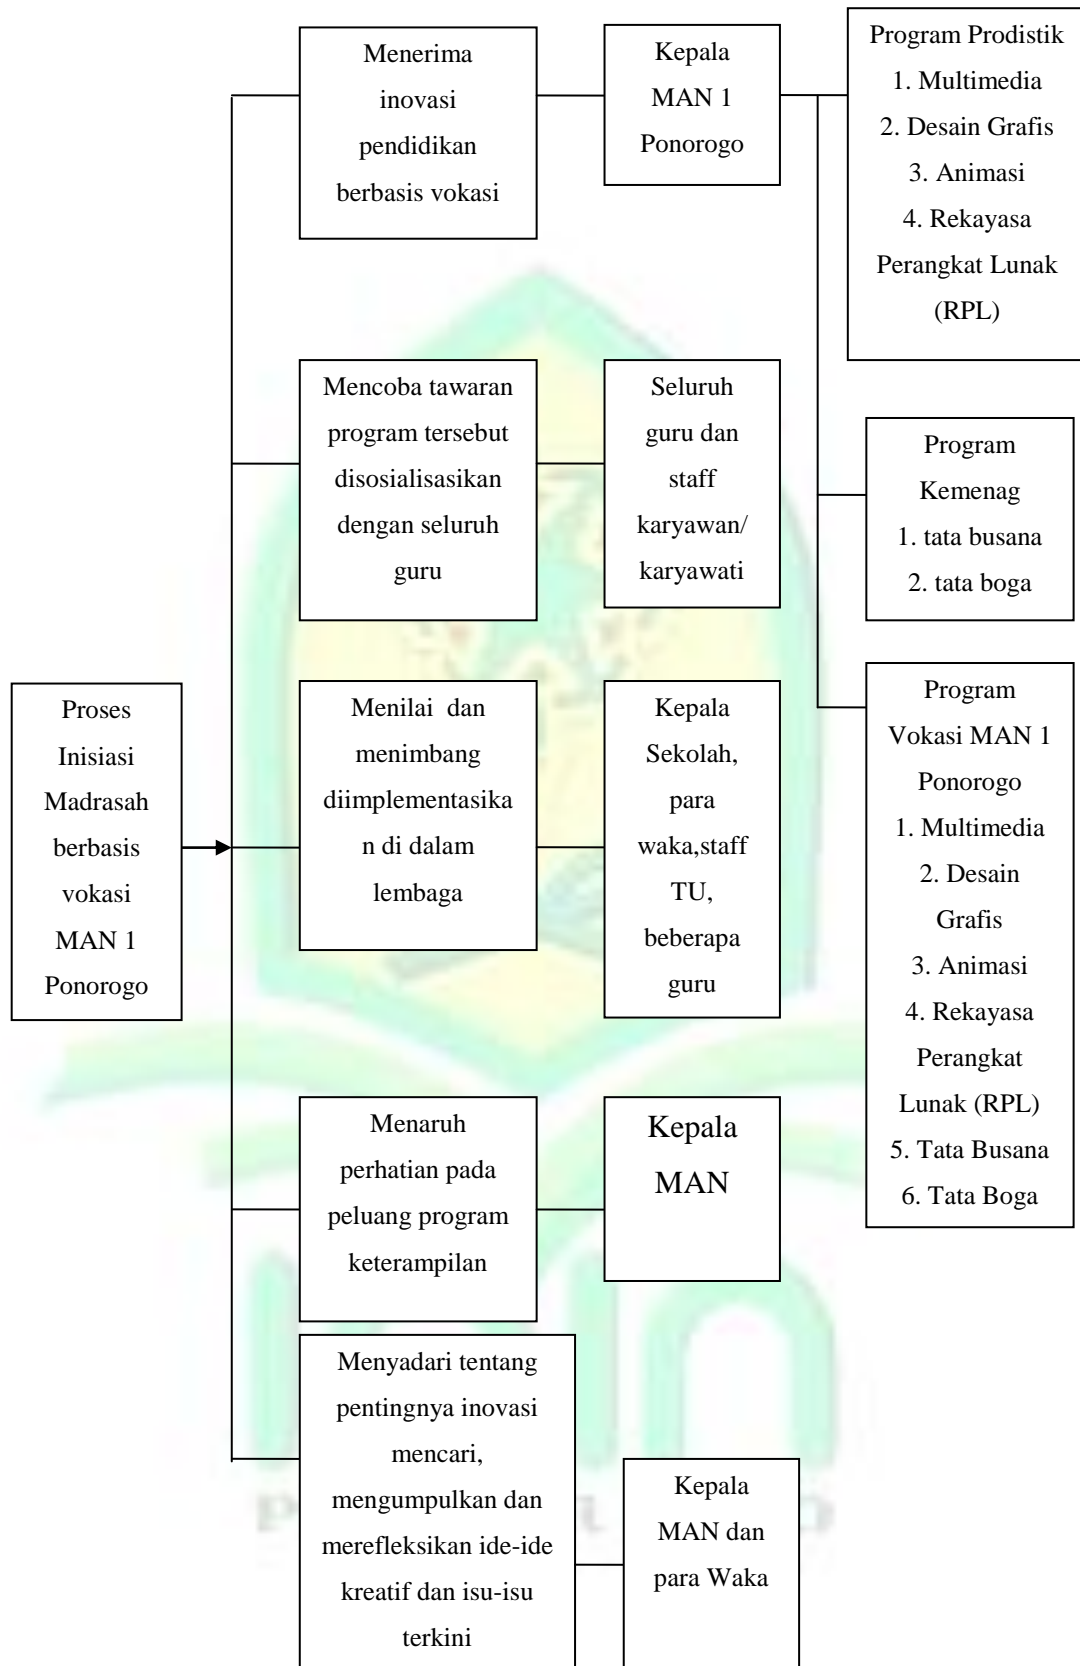 Proses
Inisiasi
Madrasah
berbasis
vokasi
MAN 1
Ponorogo
Menerima
inovasi
pendidikan
berbasis vokasi
Kepala
MAN 1
Ponorogo
Program Prodistik
1. Multimedia
2. Desain Grafis
3. Animasi
4. Rekayasa
Perangkat Lunak
(RPL)
Program
Kemenag
1. tata busana
2. tata boga
Program
Vokasi MAN 1
Ponorogo
1. Multimedia
2. Desain
Grafis
3. Animasi
4. Rekayasa
Perangkat
Lunak (RPL)
5. Tata Busana
6. Tata Boga
Mencoba tawaran
program tersebut
disosialisasikan
dengan seluruh
guru
Seluruh
guru dan
staff
karyawan/
karyawati
Menilai dan
menimbang
diimplementasika
n di dalam
lembaga
Kepala
Sekolah,
para
waka,staff
TU,
beberapa
guru
Menaruh
perhatian pada
peluang program
keterampilan
Kepala
MAN
Menyadari tentang
pentingnya inovasi
mencari,
mengumpulkan dan
merefleksikan ide-ide
kreatif dan isu-isu
terkini
Kepala
MAN dan
para Waka